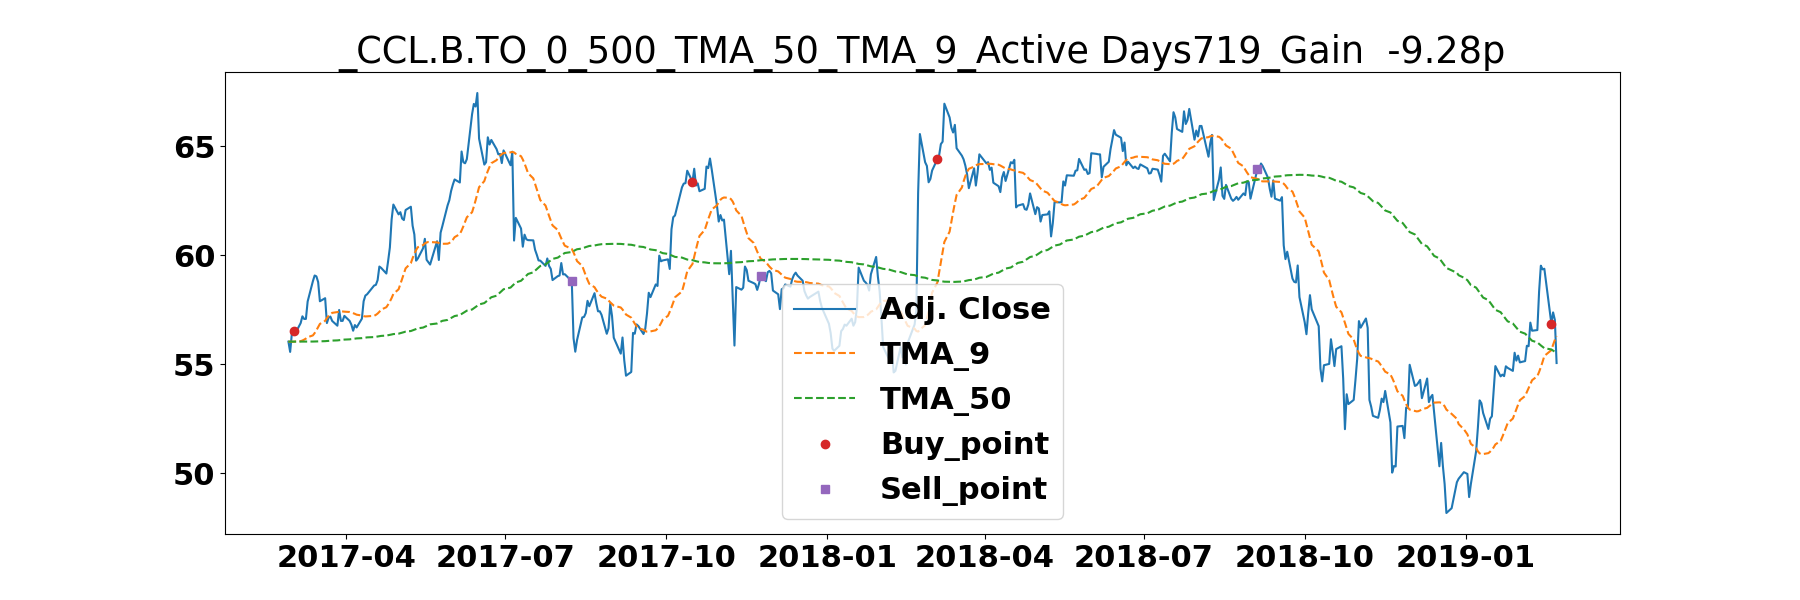 _CCL.B.TO_0_500_TMA_50_TMA_9_Active Days719_Gain  -9.28p
65
60
55
50
Adj. Close
TMA_9
TMA_50
Buy_point
Sell_point
2017-04 2017-07 2017-10 2018-01 2018-04 2018-07 2018-10 2019-01